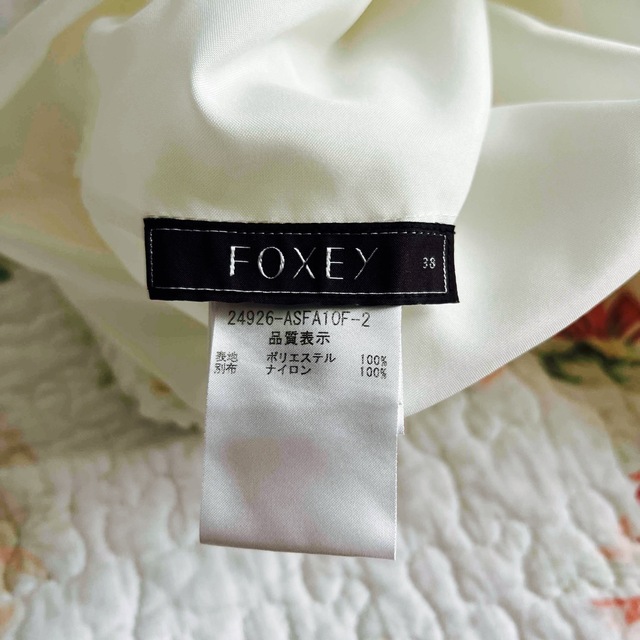 FOXEY 38
24926-ASFA10F-2
品質表示
表地 ポリエステル 100%
別布 ナイロン 100%